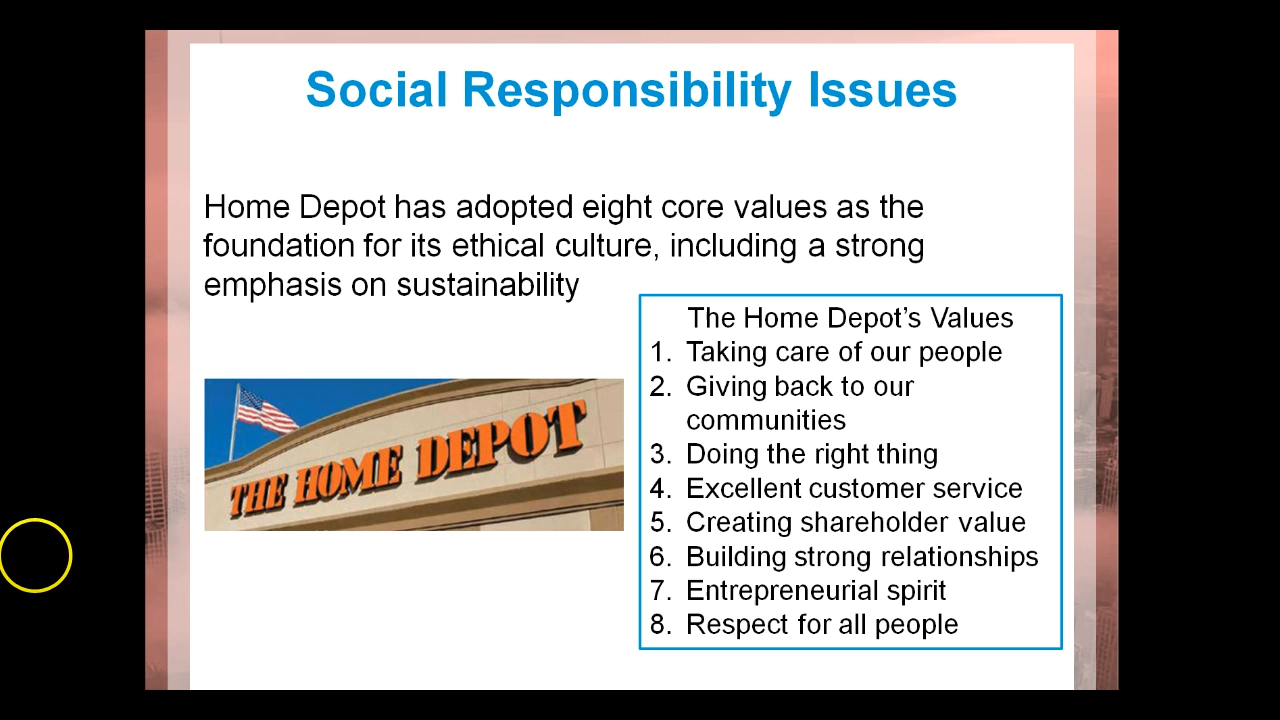 Social Responsibility Issues
Home Depot has adopted eight core values as the
foundation for its ethical culture, including a strong
emphasis on sustainability
The Home Depot’s Values
1. Taking care of our people
2. Giving back to our
communities
3. Doing the right thing
4. Excellent customer service
5. Creating shareholder value
6. Building strong relationships
7. Entrepreneurial spirit
8. Respect for all people
THE HOME DEPOT